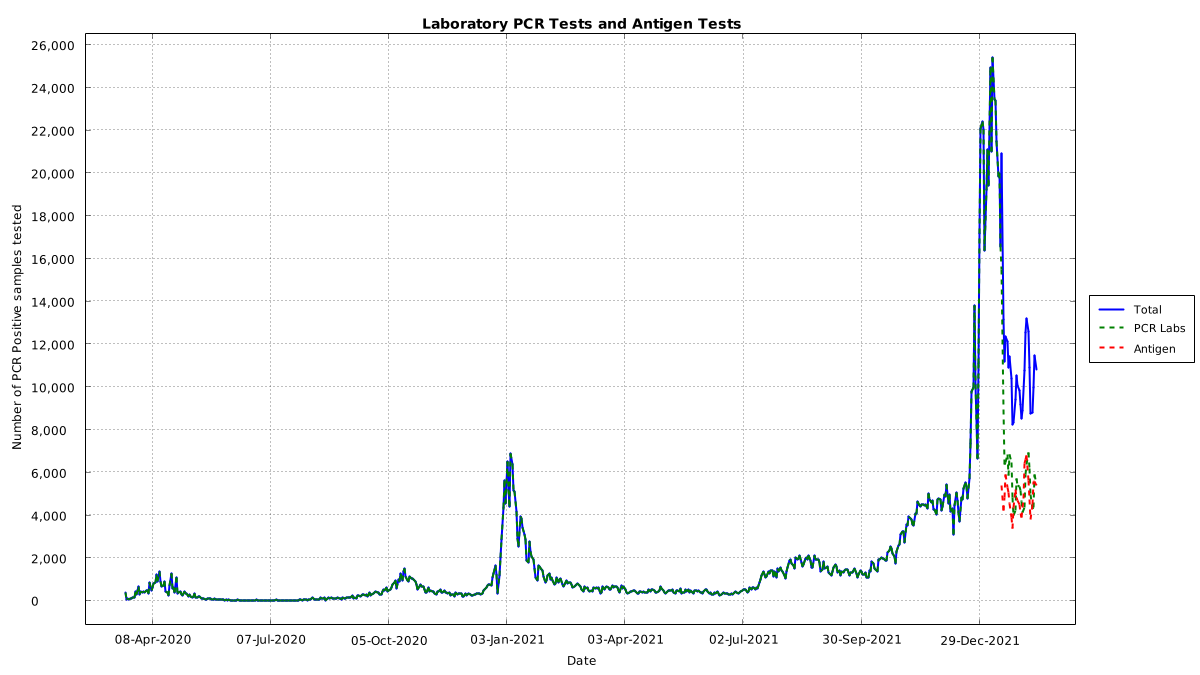 Laboratory PCR Tests and Antigen Tests
Number of PCR Positive samples tested
26,000
24,000
22,000
20,000
18,000
16,000
14,000
12,000
10,000
8,000
6,000
4,000
2,000
0
08-Apr-2020 07-Jul-2020 05-Oct-2020 03-Jan-2021 03-Apr-2021 02-Jul-2021 30-Sep-2021 29-Dec-2021
Date
Total
PCR Labs
Antigen